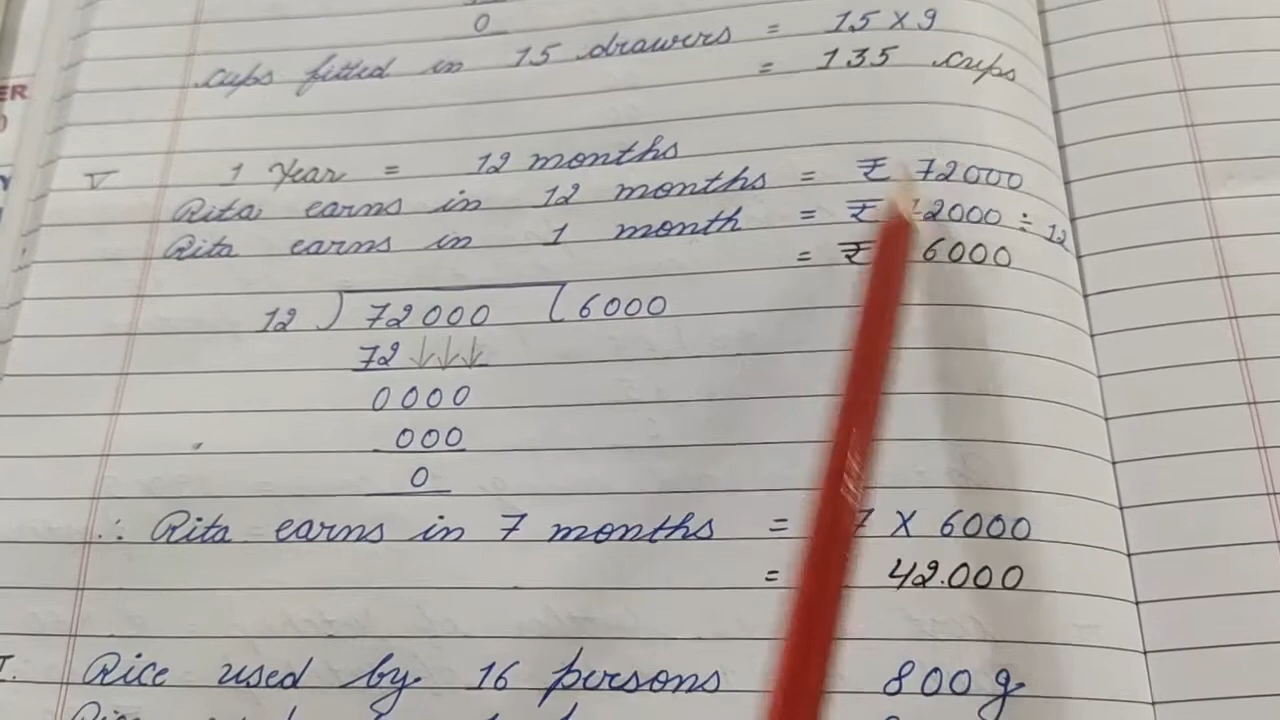 0
cups fitted in 15 drawers = 15 x 9
= 135 cups
V 1 Year = 12 months
Rita earns in 12 months = ₹ 72000
Rita earns in 1 month = ₹ 2000 ÷ 12
= ₹ 6000
12 ) 72000 ( 6000
72 ↓↓↓
0000
000
0
∴ Rita earns in 7 months = 7 X 6000
= 42.000
I. Rice used by 16 persons 800 g
ER